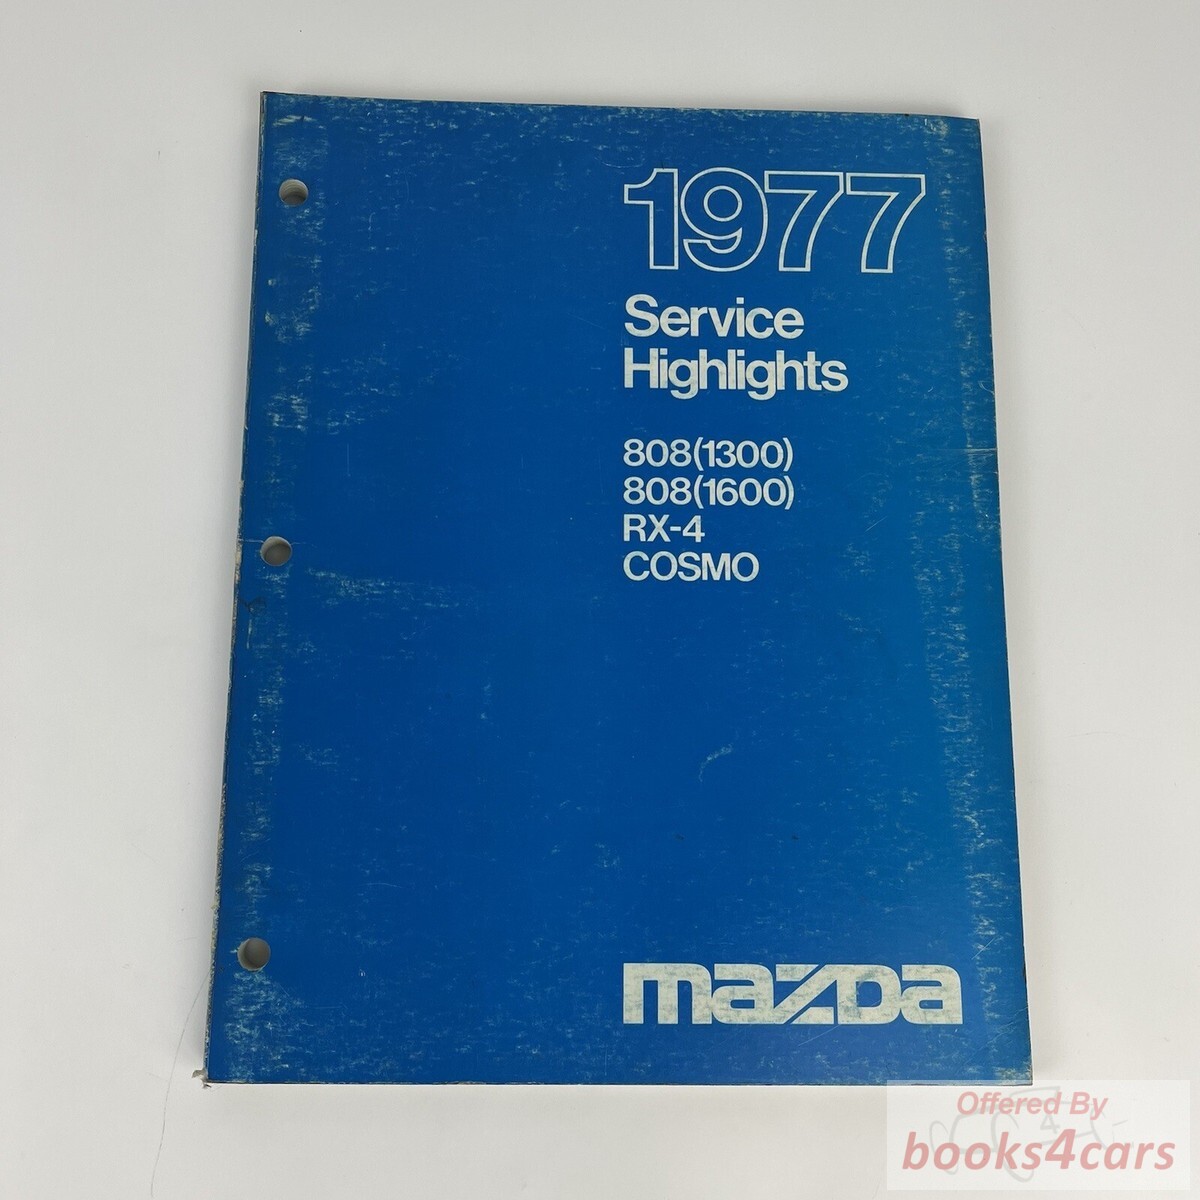 1977
Service
Highlights
808(1300)
808(1600)
RX-4
COSMO
mazda
Offered By
books4cars